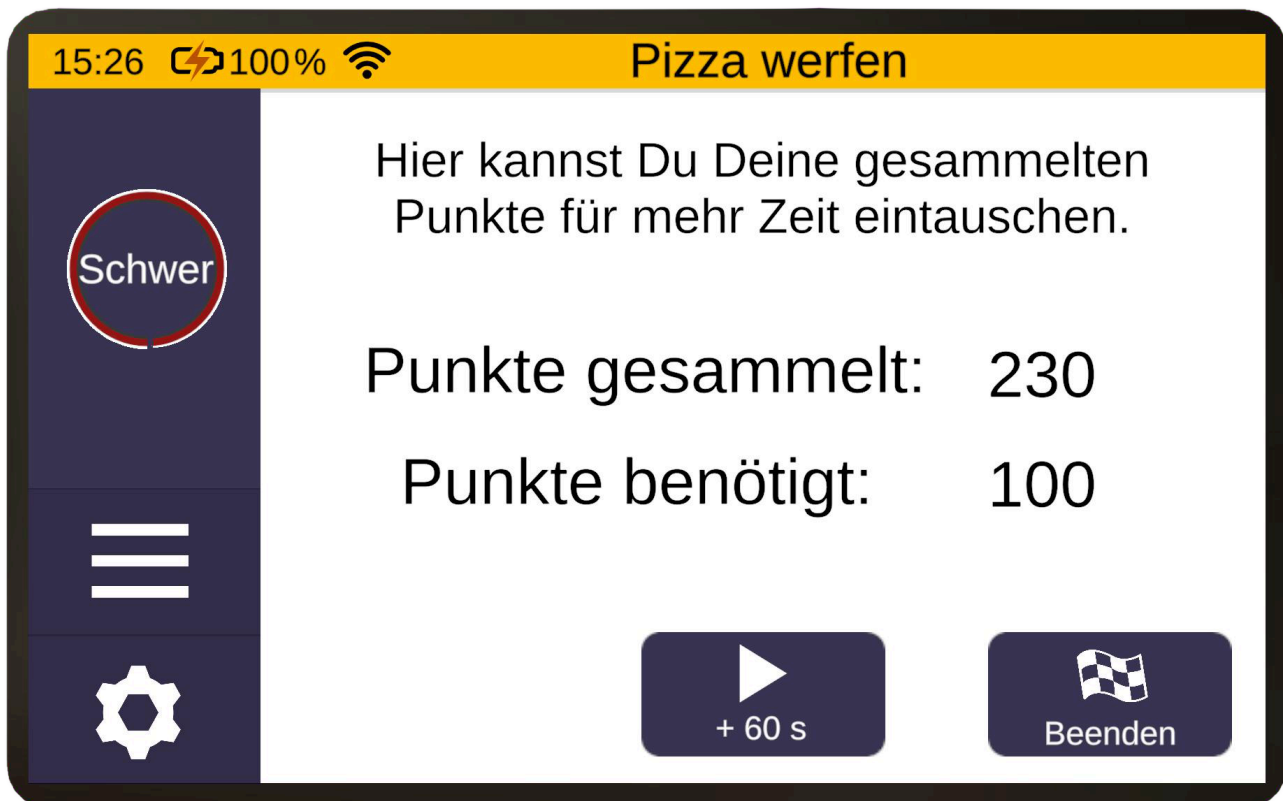 15:26 100% Pizza werfen
Hier kannst Du Deine gesammelten
Punkte für mehr Zeit eintauschen.
Schwer
Punkte gesammelt: 230
Punkte benötigt: 100
+ 60 s
Beenden